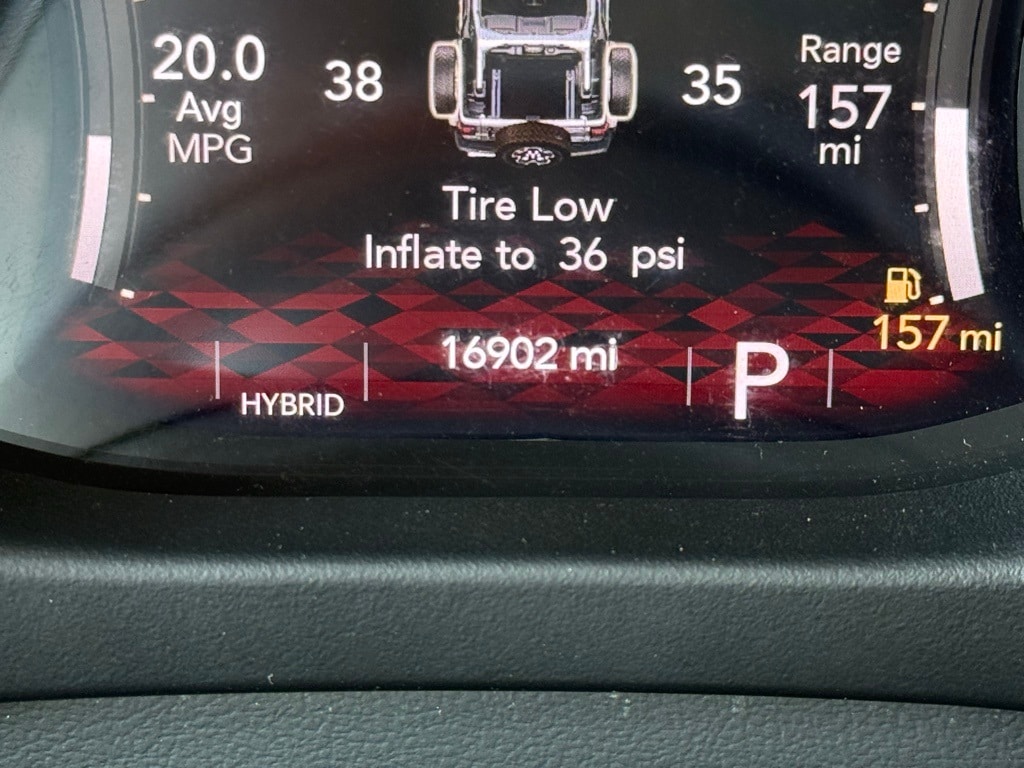 20.0
Avg
MPG
38
35
Range
157
mi
Tire Low
Inflate to 36 psi
157 mi
16902 mi
P
HYBRID